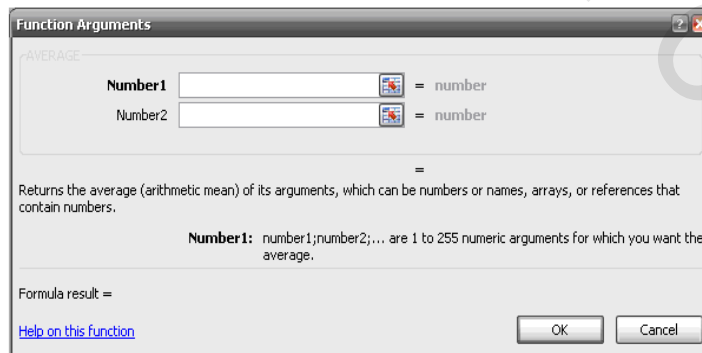 Function Arguments
AVERAGE
Number1 = number
Number2 = number
=
Returns the average (arithmetic mean) of its arguments, which can be numbers or names, arrays, or references that
contain numbers.
Number1: number1;number2;... are 1 to 255 numeric arguments for which you want the
average.
Formula result =
Help on this function
OK Cancel